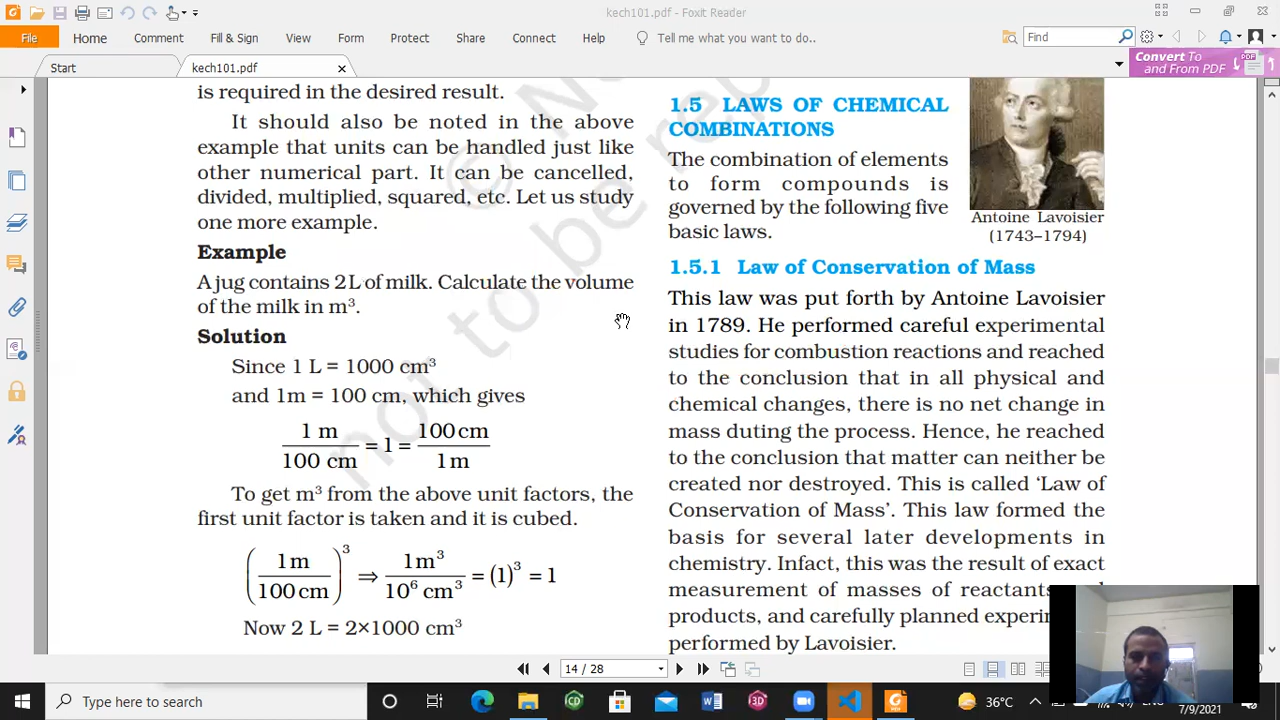 kech101.pdf - Foxit Reader
File Home Comment Fill & Sign View Form Protect Share Connect Help Tell me what you want to do.. Find
Start kech101.pdf
Convert To
and From PDF
is required in the desired result.
It should also be noted in the above
example that units can be handled just like
other numerical part. It can be cancelled,
divided, multiplied, squared, etc. Let us study
one more example.
Example
A jug contains 2L of milk. Calculate the volume
of the milk in m³.
Solution
Since 1 L = 1000 cm³
and 1m = 100 cm, which gives
1 m / 100 cm = 1 = 100 cm / 1 m
To get m³ from the above unit factors, the
first unit factor is taken and it is cubed.
(1 m / 100 cm)³ ⇒ 1 m³ / 10⁶ cm³ = (1)³ = 1
Now 2 L = 2×1000 cm³
1.5 LAWS OF CHEMICAL
COMBINATIONS
The combination of elements
to form compounds is
governed by the following five
basic laws.
Antoine Lavoisier
(1743–1794)
1.5.1 Law of Conservation of Mass
This law was put forth by Antoine Lavoisier
in 1789. He performed careful experimental
studies for combustion reactions and reached
to the conclusion that in all physical and
chemical changes, there is no net change in
mass duting the process. Hence, he reached
to the conclusion that matter can neither be
created nor destroyed. This is called ‘Law of
Conservation of Mass’. This law formed the
basis for several later developments in
chemistry. Infact, this was the result of exact
measurement of masses of reactants
products, and carefully planned
performed by Lavoisier.
not to be rep
14 / 28
Type here to search
36°C
7/9/2021